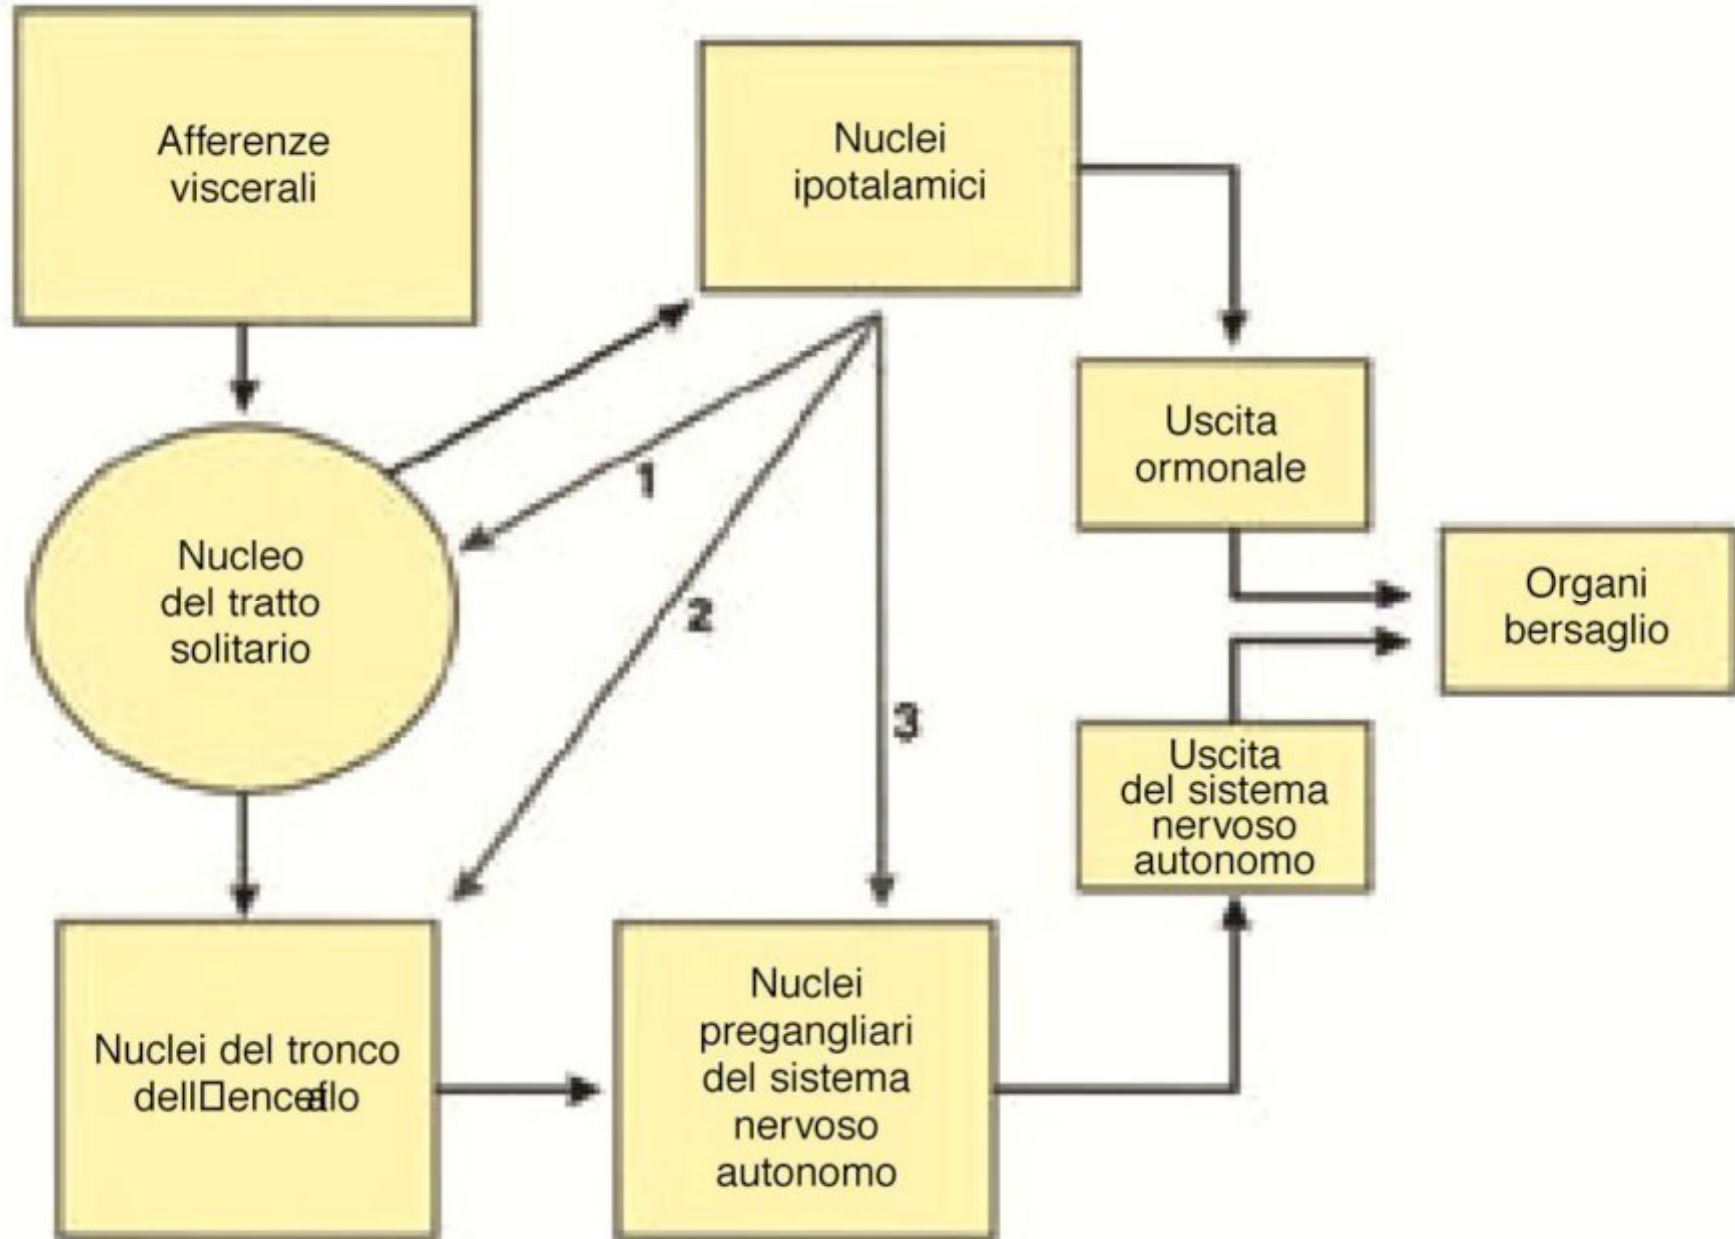 Afferenze
viscerali
Nuclei
ipotalamici
Uscita
ormonale
1
Nucleo
del tratto
solitario
2
Organi
bersaglio
3
Uscita
del sistema
nervoso
autonomo
Nuclei del tronco
Nuclei
pregangliari
del sistema
nervoso
autonomo